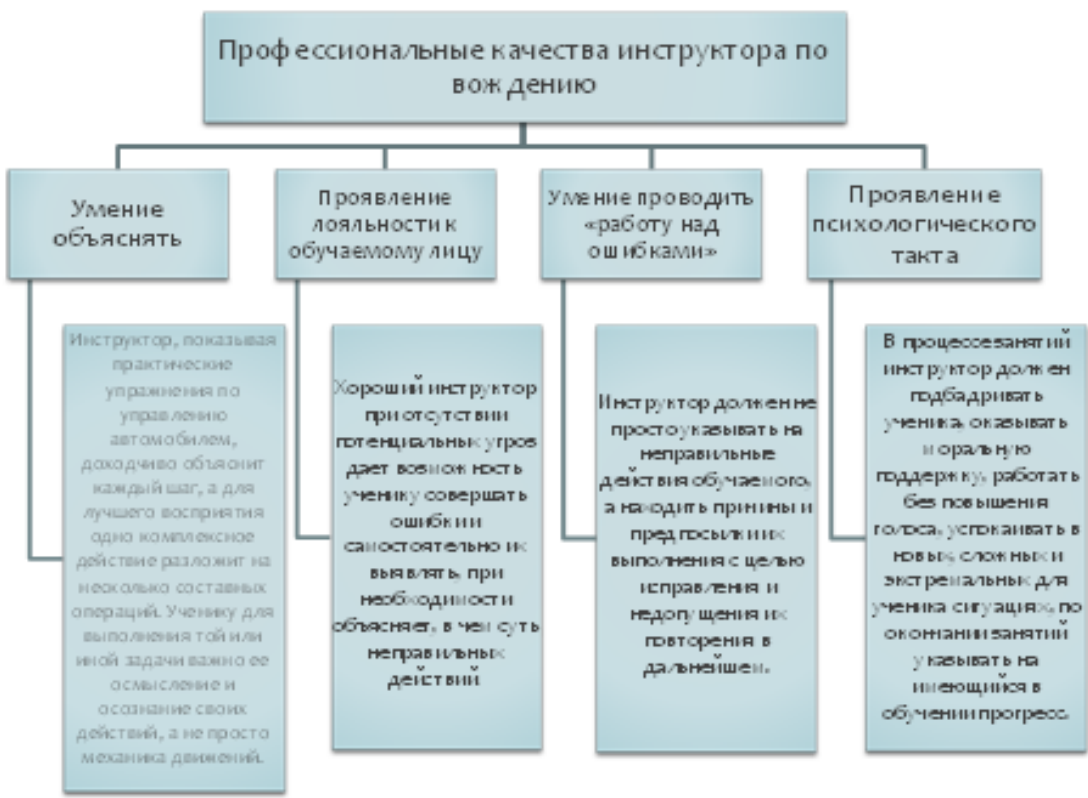 Профессиональные качества инструктора по
вождению
Умение
объяснять
Проявление
лояльности к
обучаемому лицу
Умение проводить
«работу над
ошибками»
Проявление
психологического
такта
Инструктор, показывая
практические
упражнения по
управлению
автомобилем,
доходчиво объяснит
каждый шаг, а для
лучшего восприятия
одно комплексное
действие разложит на
несколько составных
операций. Ученику для
выполнения той или
иной задачи важно ее
осмысление и
осознание своих
действий, а не просто
механика движений.
Хороший инструктор
при отсутствии
потенциальных угроз
дает возможность
ученику совершать
ошибки и
самостоятельно их
выявлять, при
необходимости
объясняет, в чем суть
неправильных
действий
Инструктор должен не
просто указывать на
неправильные
действия обучаемого,
а находить причины и
предпосылки их
выполнения с целью
исправления и
недопущения их
повторения в
дальнейшем.
В процессе занятий
инструктор должен
подбадривать
ученика, оказывать
моральную
поддержку, работать
без повышения
голоса, успокаивать в
новых, сложных и
экстремальных для
ученика ситуациях, по
окончании занятий
указывать на
имеющийся в
обучении прогресс.